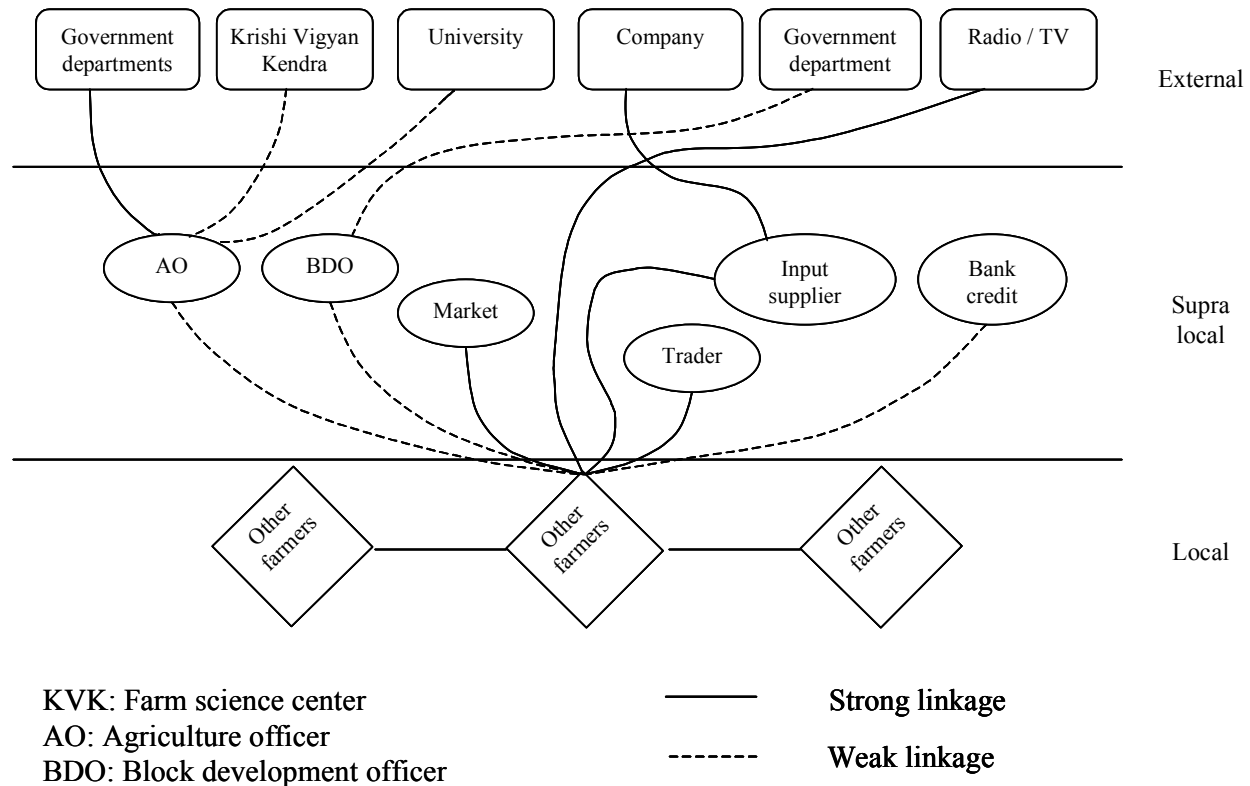 Government
departments
Krishi Vigyan
Kendra
University
Company
Government
department
Radio / TV
External
AO
BDO
Market
Input
supplier
Trader
Bank
credit
Supra
local
Other
farmers
Other
farmers
Other
farmers
Local
KVK: Farm science center
AO: Agriculture officer
BDO: Block development officer
Strong linkage
Weak linkage